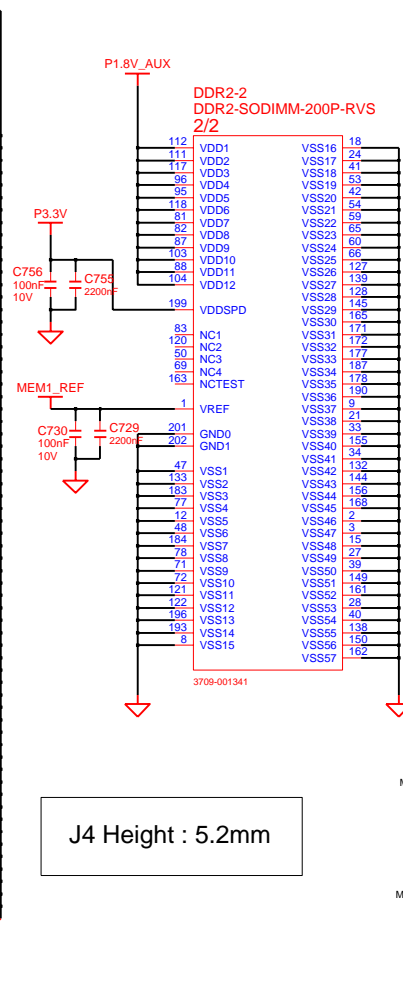 P1.8V_AUX
DDR2-2
DDR2-SODIMM-200P-RVS
2/2
112 VDD1 VSS16 18
111 VDD2 VSS17 24
117 VDD3 VSS18 41
96 VDD4 VSS19 53
95 VDD5 VSS20 42
118 VDD6 VSS21 54
81 VDD7 VSS22 59
82 VDD8 VSS23 65
87 VDD9 VSS24 60
103 VDD10 VSS25 66
88 VDD11 VSS26 127
104 VDD12 VSS27 139
VSS28 128
199 VDDSPD VSS29 145
VSS30 165
83 NC1 VSS31 171
120 NC2 VSS32 172
50 NC3 VSS33 177
69 NC4 VSS34 187
163 NCTEST VSS35 178
VSS36 190
1 VREF VSS37 9
VSS38 21
201 GND0 VSS39 33
202 GND1 VSS40 155
VSS41 34
47 VSS1 VSS42 132
133 VSS2 VSS43 144
183 VSS3 VSS44 156
77 VSS4 VSS45 168
12 VSS5 VSS46 2
48 VSS6 VSS47 3
184 VSS7 VSS48 15
78 VSS8 VSS49 27
71 VSS9 VSS50 39
72 VSS10 VSS51 149
121 VSS11 VSS52 161
122 VSS12 VSS53 28
196 VSS13 VSS54 40
193 VSS14 VSS55 138
8 VSS15 VSS56 150
VSS57 162
3709-001341
P3.3V
C756 C755
100nF 2200nF
10V
MEM1_REF
C730 C729
100nF 2200nF
10V
J4 Height : 5.2mm